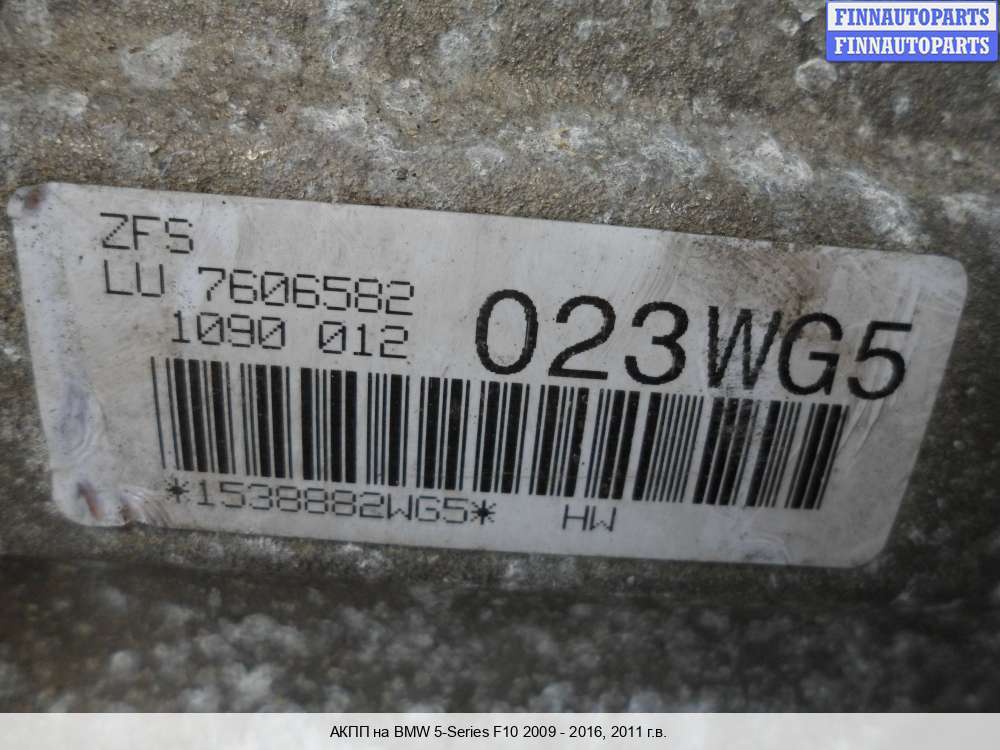 FINNAUTOPARTS
FINNAUTOPARTS
ZFS
LU 7606582
1090 012
023WG5
*1538882WG5* HW
АКПП на BMW 5-Series F10 2009 - 2016, 2011 г.в.